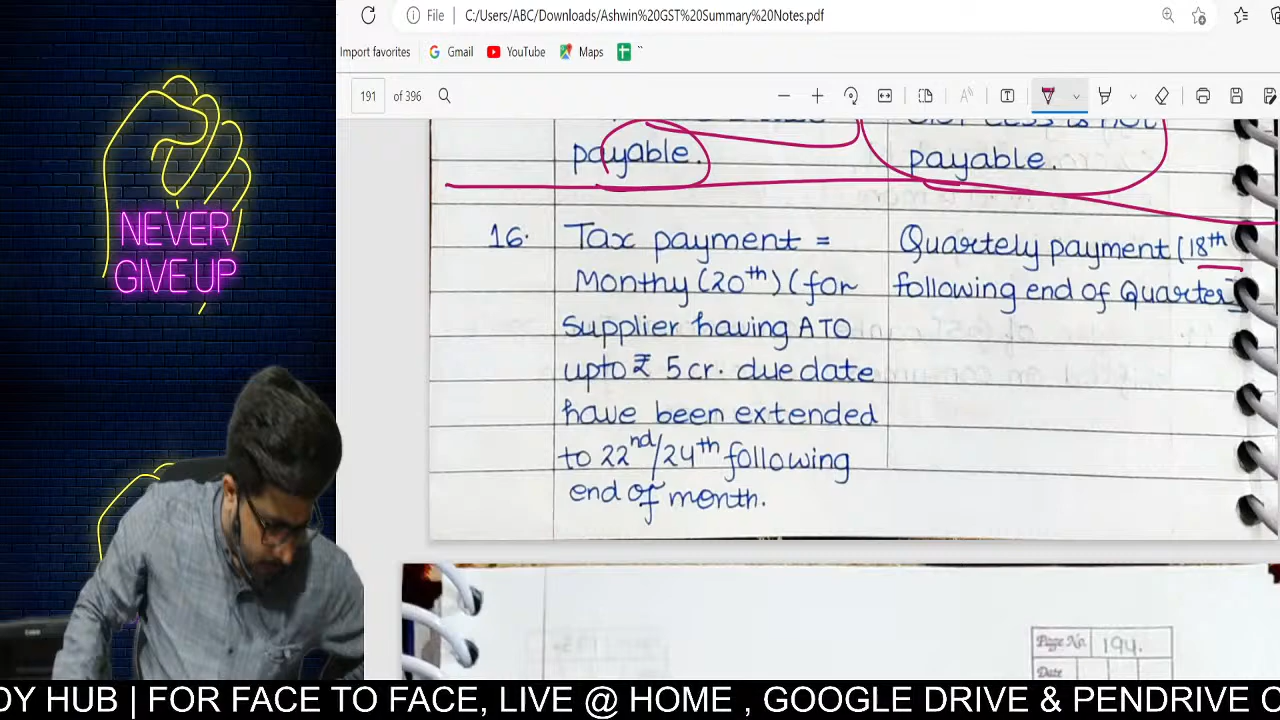 File | C:/Users/ABC/Downloads/Ashwin%20GST%20Summary%20Notes.pdf
Import favorites Gmail YouTube Maps
191 of 396
payable.
payable.
16. Tax payment = Quartely payment (18th
Monthy (20th) (for following end of Quarter)
supplier having ATO
upto ₹ 5 cr. due date
have been extended
to 22nd/24th following
end of month.
NEVER
GIVE UP
Page No. 194.
Date
DY HUB | FOR FACE TO FACE, LIVE @ HOME , GOOGLE DRIVE & PENDRIVE C